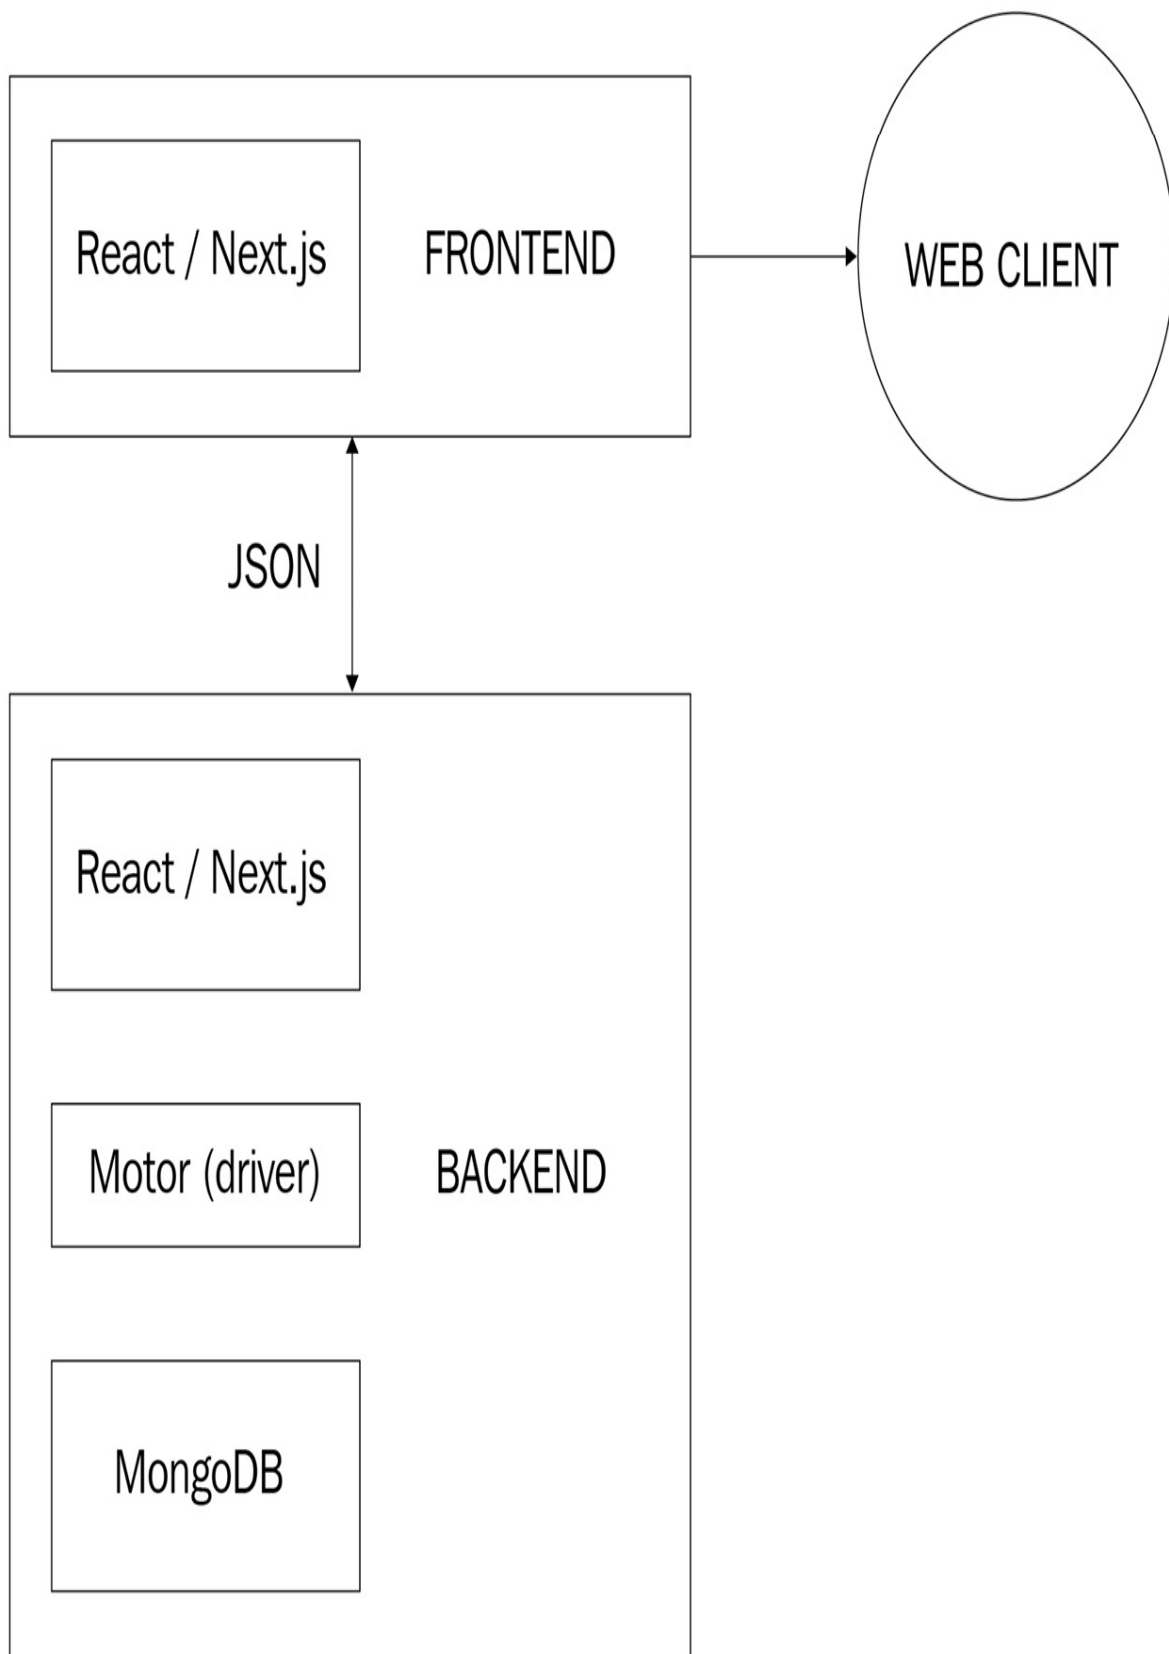 React / Next.js
FRONTEND
WEB CLIENT
JSON
React / Next.js
Motor (driver)
BACKEND
MongoDB